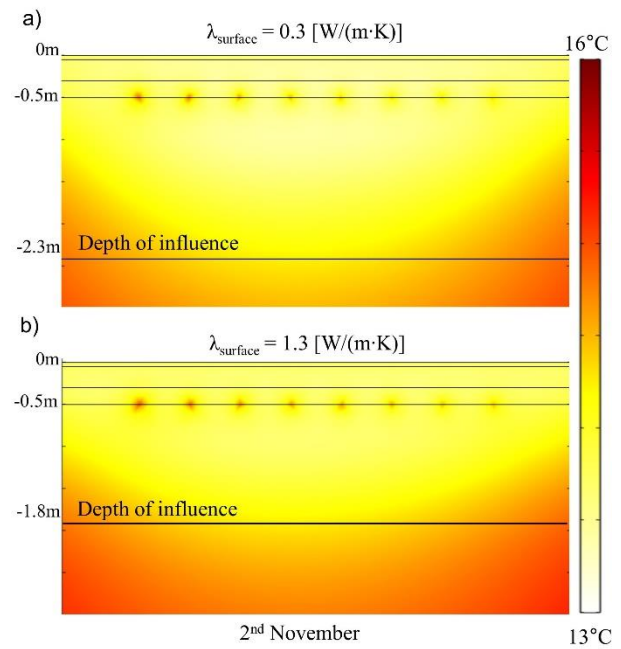 a)
λsurface = 0.3 [W/(m·K)]
16°C
0m
-0.5m
-2.3m
Depth of influence
b)
λsurface = 1.3 [W/(m·K)]
0m
-0.5m
-1.8m
Depth of influence
2nd November
13°C